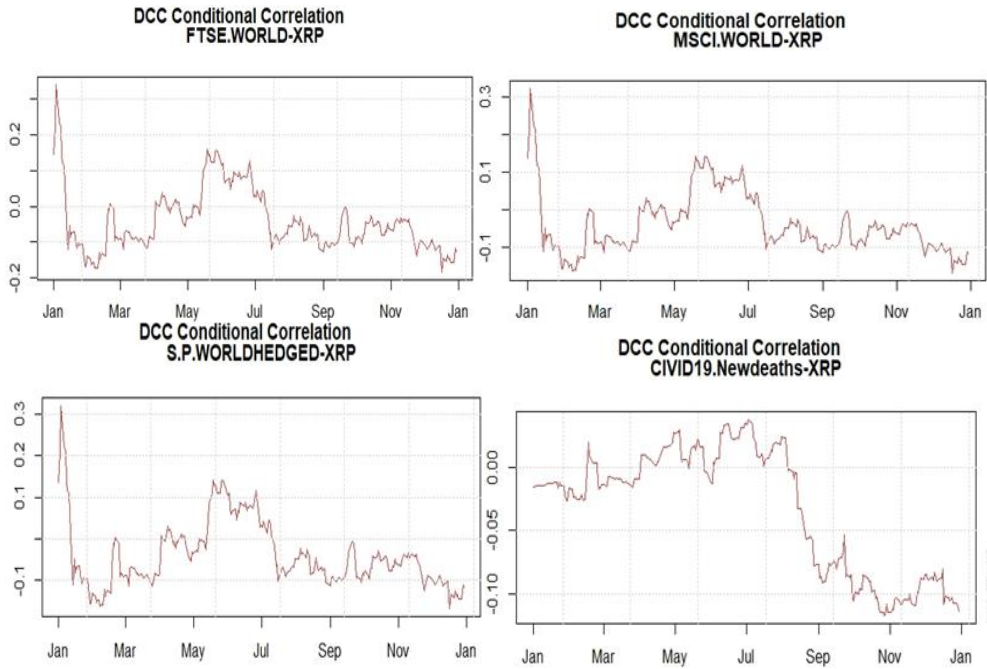 DCC Conditional Correlation
FTSE.WORLD-XRP
0.2
0.0
-0.2
Jan Mar May Jul Sep Nov Jan
DCC Conditional Correlation
MSCI.WORLD-XRP
0.3
0.1
-0.1
Jan Mar May Jul Sep Nov Jan
DCC Conditional Correlation
S.P.WORLDHEDGED-XRP
0.3
0.2
0.1
-0.1
Jan Mar May Jul Sep Nov Jan
DCC Conditional Correlation
CIVID19.Newdeaths-XRP
0.00
-0.05
-0.10
Jan Mar May Jul Sep Nov Jan